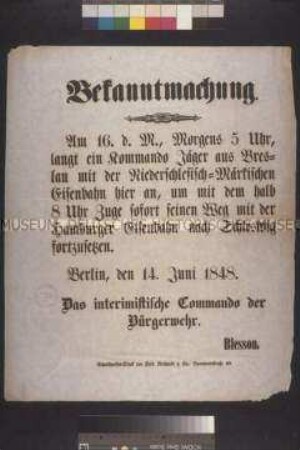 Bekanntmachung.
Am 16. d. M., Morgens 5 Uhr,
langt ein Kommando Jäger aus Bres-
lau mit der Niederschlesisch-Märkischen
Eisenbahn hier an, um mit dem halb
8 Uhr Zuge sofort seinen Weg mit der
Hamburger Eisenbahn nach Schleswig
fortzusetzen.
Berlin, den 14. Juni 1848.
Das interimistische Commando der
Bürgerwehr.
Blesson.